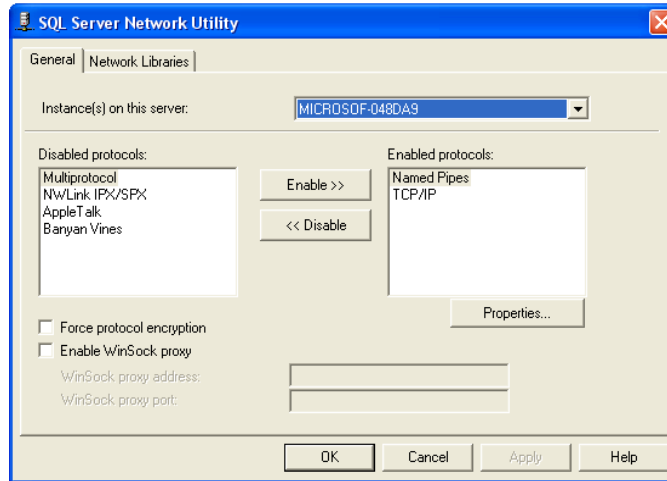 SQL Server Network Utility
General
Network Libraries
Instance(s) on this server:
MICROSOF-048DA9
Disabled protocols:
Enabled protocols:
Multiprotocol
NWLink IPX/SPX
AppleTalk
Banyan Vines
Enable >>
<< Disable
Named Pipes
TCP/IP
Properties...
Force protocol encryption
Enable WinSock proxy
WinSock proxy address:
WinSock proxy port:
OK
Cancel
Apply
Help